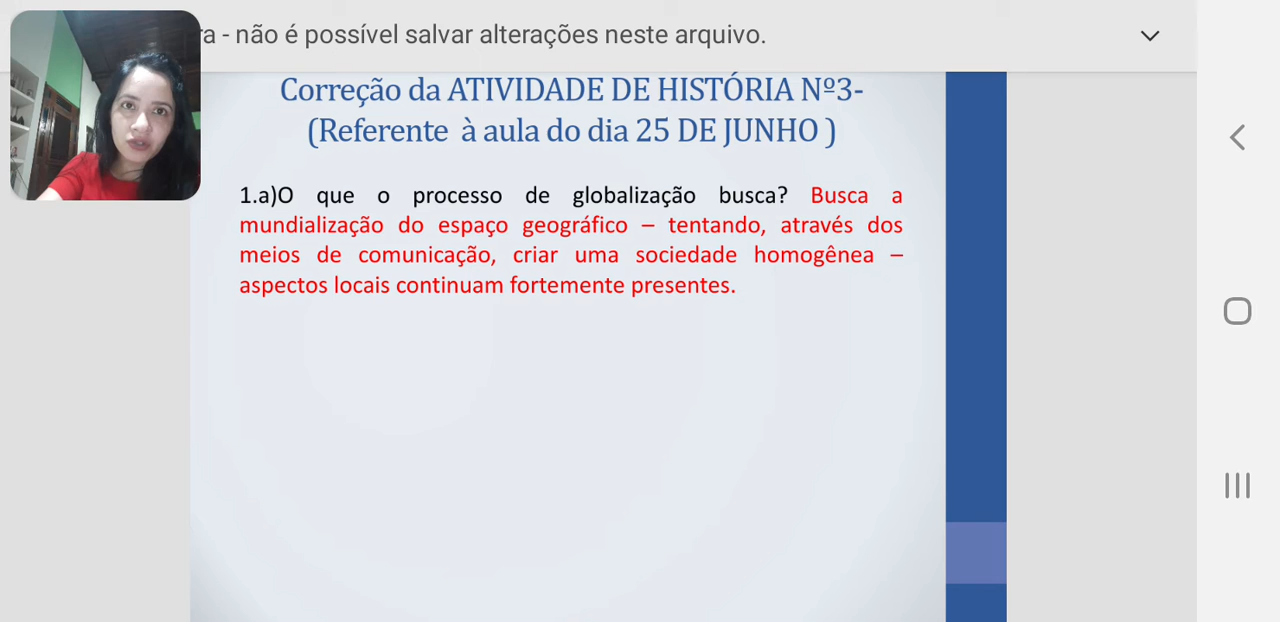 ra - não é possível salvar alterações neste arquivo.
Correção da ATIVIDADE DE HISTÓRIA Nº3-
(Referente à aula do dia 25 DE JUNHO )
1.a)O que o processo de globalização busca? Busca a
mundialização do espaço geográfico – tentando, através dos
meios de comunicação, criar uma sociedade homogênea –
aspectos locais continuam fortemente presentes.